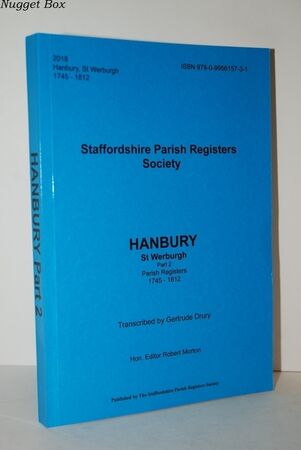 Nugget Box
2018
Hanbury, St Werburgh
1745 - 1812
ISBN 978-0-9956157-3-1
Staffordshire Parish Registers
Society
HANBURY
St Werburgh
Part 2
Parish Registers
1745 - 1812
Transcribed by Gertrude Drury
Hon. Editor Robert Morton
Published by The Staffordshire Parish Registers Society
HANBURY Part 2